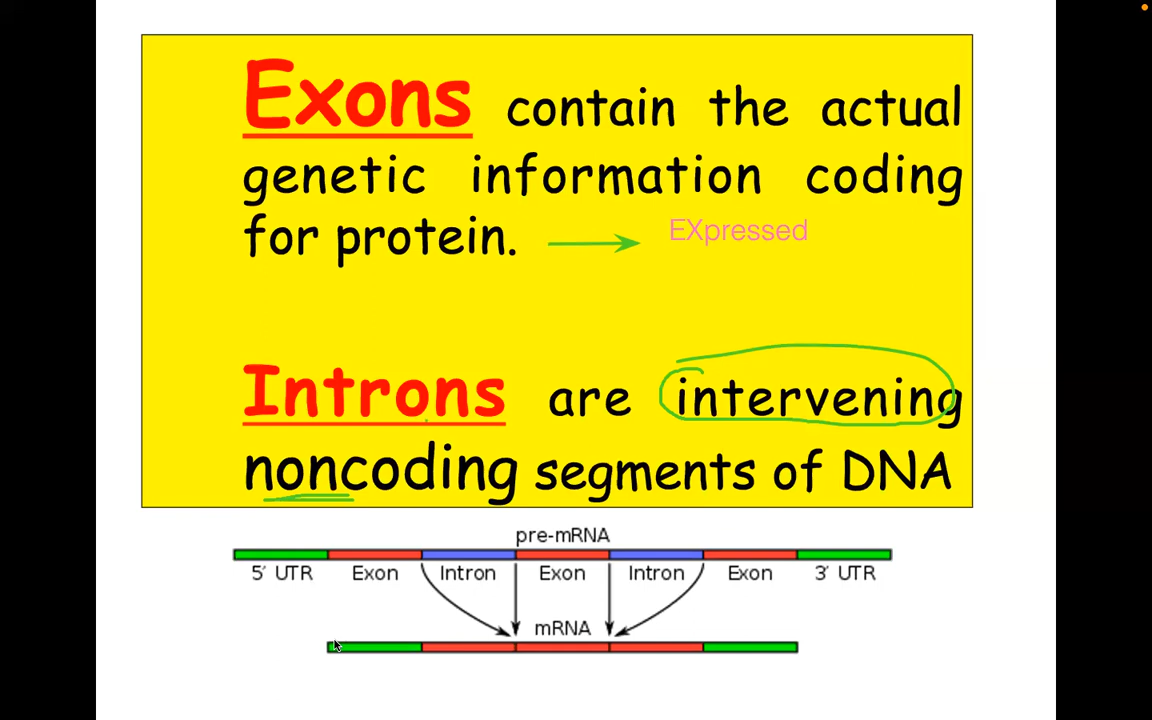 Exons contain the actual
genetic information coding
for protein. EXpressed
Introns are intervening
noncoding segments of DNA
pre-mRNA
5′ UTR Exon Intron Exon Intron Exon 3′ UTR
mRNA